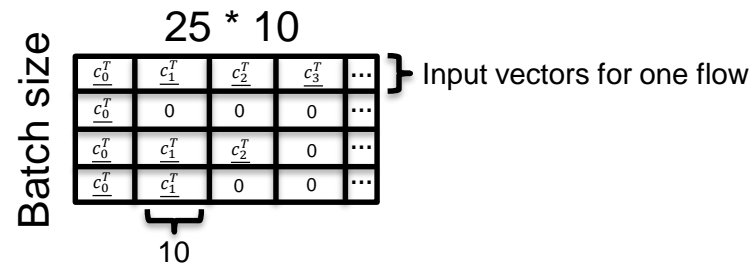 25 * 10
Batch size
c_0^T c_1^T c_2^T c_3^T ...
Input vectors for one flow
c_0^T 0 0 0 ...
c_0^T c_1^T c_2^T 0 ...
c_0^T c_1^T 0 0 ...
10